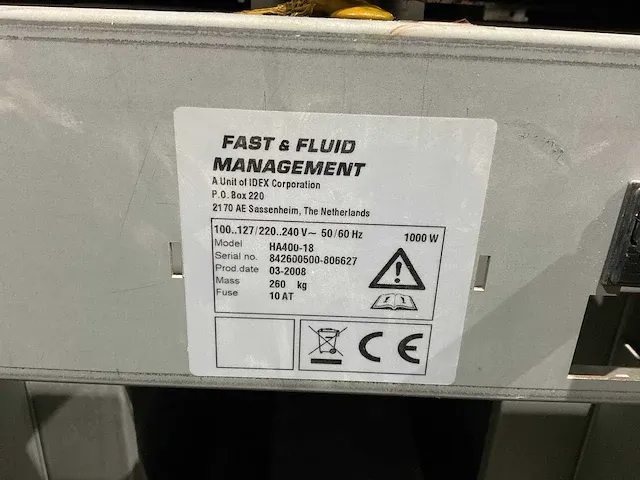 FAST & FLUID
MANAGEMENT
A Unit of IDEX Corporation
P.O. Box 220
2170 AE Sassenheim, The Netherlands
100..127/220..240 V~ 50/60 Hz 1000 W
Model HA400-18
Serial no. 842600500-806627
Prod.date 03-2008
Mass 260 kg
Fuse 10 AT
CE